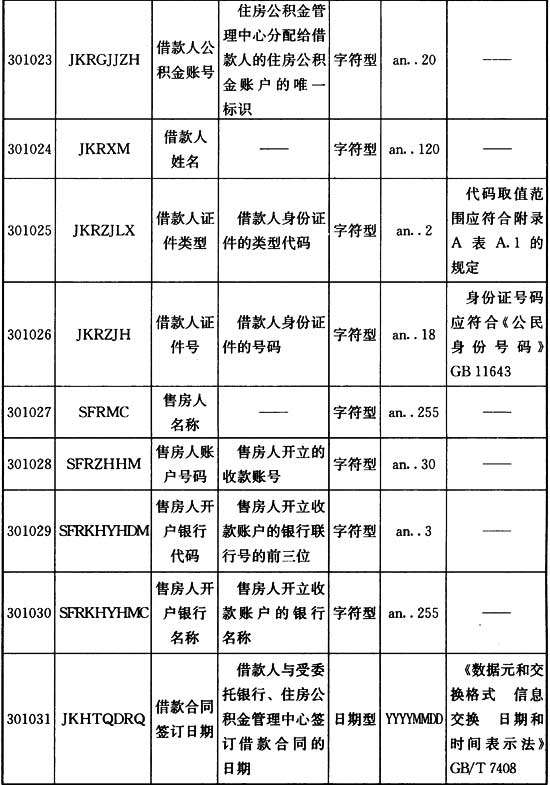 住房公积金管
理中心分配给借
301023 JKRGJJZH 借款人公 人的住房公积 字符型 an..20 ——
积金账号 金账户的唯一
标识
301024 JKRXM 借款人 —— 字符型 an..120 ——
姓名
301025 JKRZJLX 借款人证 借款人身份证 字符型 an..2 代码取值范
件类型 件的类型代码 围应符合附录
A 表 A.1 的
规定
301026 JKRZJH 借款人证 借款人身份证 字符型 an..18 身份证号码
件号 件的号码 应符合《公民
身份号码》
GB 11643
301027 SFRMC 售房人 —— 字符型 an..255 ——
名称
301028 SFRZHHM 售房人账 售房人开立的 字符型 an..30 ——
户号码 收款账号
301029 SFRKHYHDM 售房人开 售房人开立收 字符型 an..3 ——
户银行 款账户的银行联
代码 行号的前三位
301030 SFRKHYHMC 售房人开 售房人开立收 字符型 an..255 ——
户银行 款账户的银行
名称 名称
301031 JKHTQDRQ 借款合同 借款人与受委 日期型 YYYYMMDD 《数据元和交
签订日期 托银行、住房公 换格式 信息
积金管理中心签 交换 日期和
订借款合同的 时间表示法》
日期 GB/T 7408